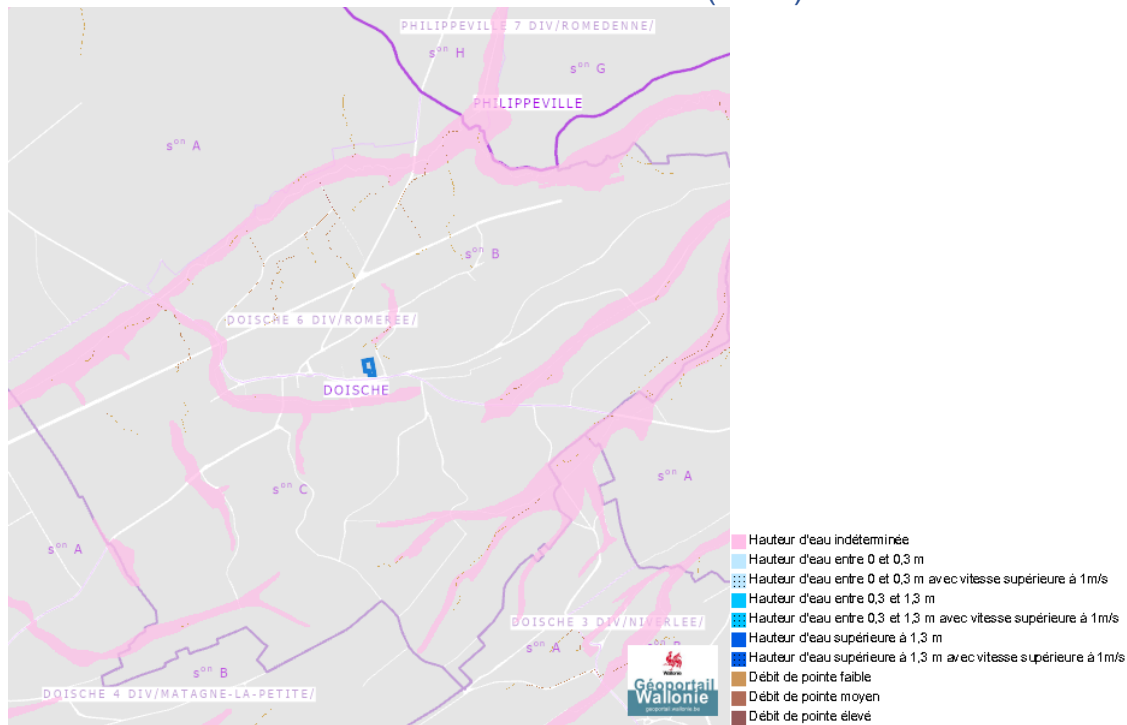 PHILIPPEVILLE 7 DIV/ROMEDENNE/
sᵒⁿ H
sᵒⁿ G
PHILIPPEVILLE
sᵒⁿ A
sᵒⁿ B
DOISCHE 6 DIV/ROMEREE/
DOISCHE
sᵒⁿ A
sᵒⁿ C
sᵒⁿ A
DOISCHE 3 DIV/NIVERLEE/
sᵒⁿ A
sᵒⁿ B
DOISCHE 4 DIV/MATAGNE-LA-PETITE/
Wallonie
Géoportail
Wallonie
geoportail.wallonie.be
Hauteur d'eau indéterminée
Hauteur d'eau entre 0 et 0,3 m
Hauteur d'eau entre 0 et 0,3 m avec vitesse supérieure à 1m/s
Hauteur d'eau entre 0,3 et 1,3 m
Hauteur d'eau entre 0,3 et 1,3 m avec vitesse supérieure à 1m/s
Hauteur d'eau supérieure à 1,3 m
Hauteur d'eau supérieure à 1,3 m avec vitesse supérieure à 1m/s
Débit de pointe faible
Débit de pointe moyen
Débit de pointe élevé